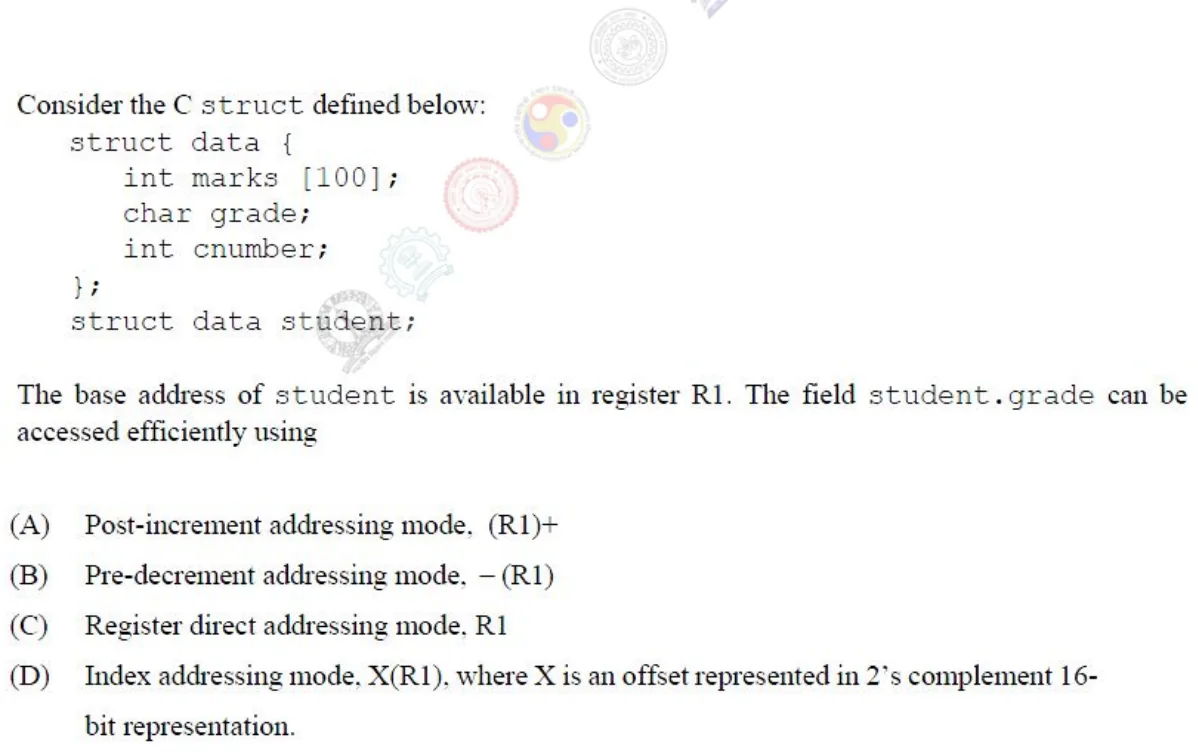 Consider the C struct defined below:
struct data {
int marks [100];
char grade;
int cnumber;
};
struct data student;
The base address of student is available in register R1. The field student.grade can be
accessed efficiently using
(A) Post-increment addressing mode, (R1)+
(B) Pre-decrement addressing mode, – (R1)
(C) Register direct addressing mode, R1
(D) Index addressing mode, X(R1), where X is an offset represented in 2’s complement 16-
bit representation.